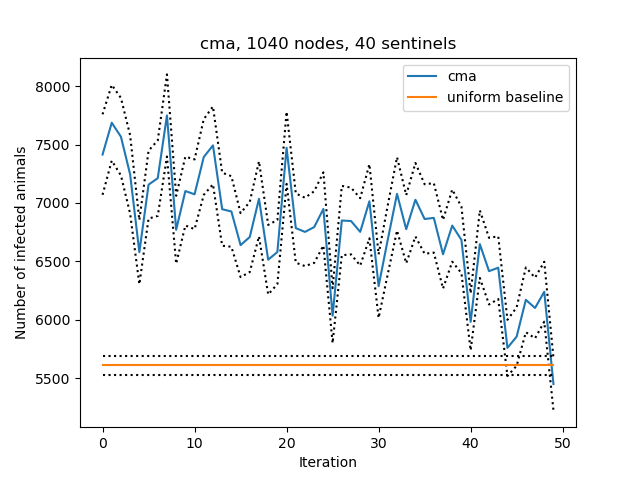 cma, 1040 nodes, 40 sentinels
cma
uniform baseline
Number of infected animals
8000
7500
7000
6500
6000
5500
0 10 20 30 40 50
Iteration